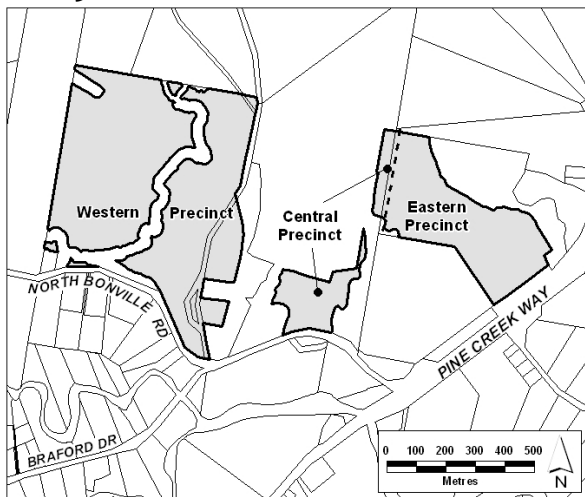 Western Precinct
Central
Precinct
Eastern
Precinct
NORTH BONVILLE RD
PINE CREEK WAY
BRAFORD DR
0 100 200 300 400 500
Metres
N